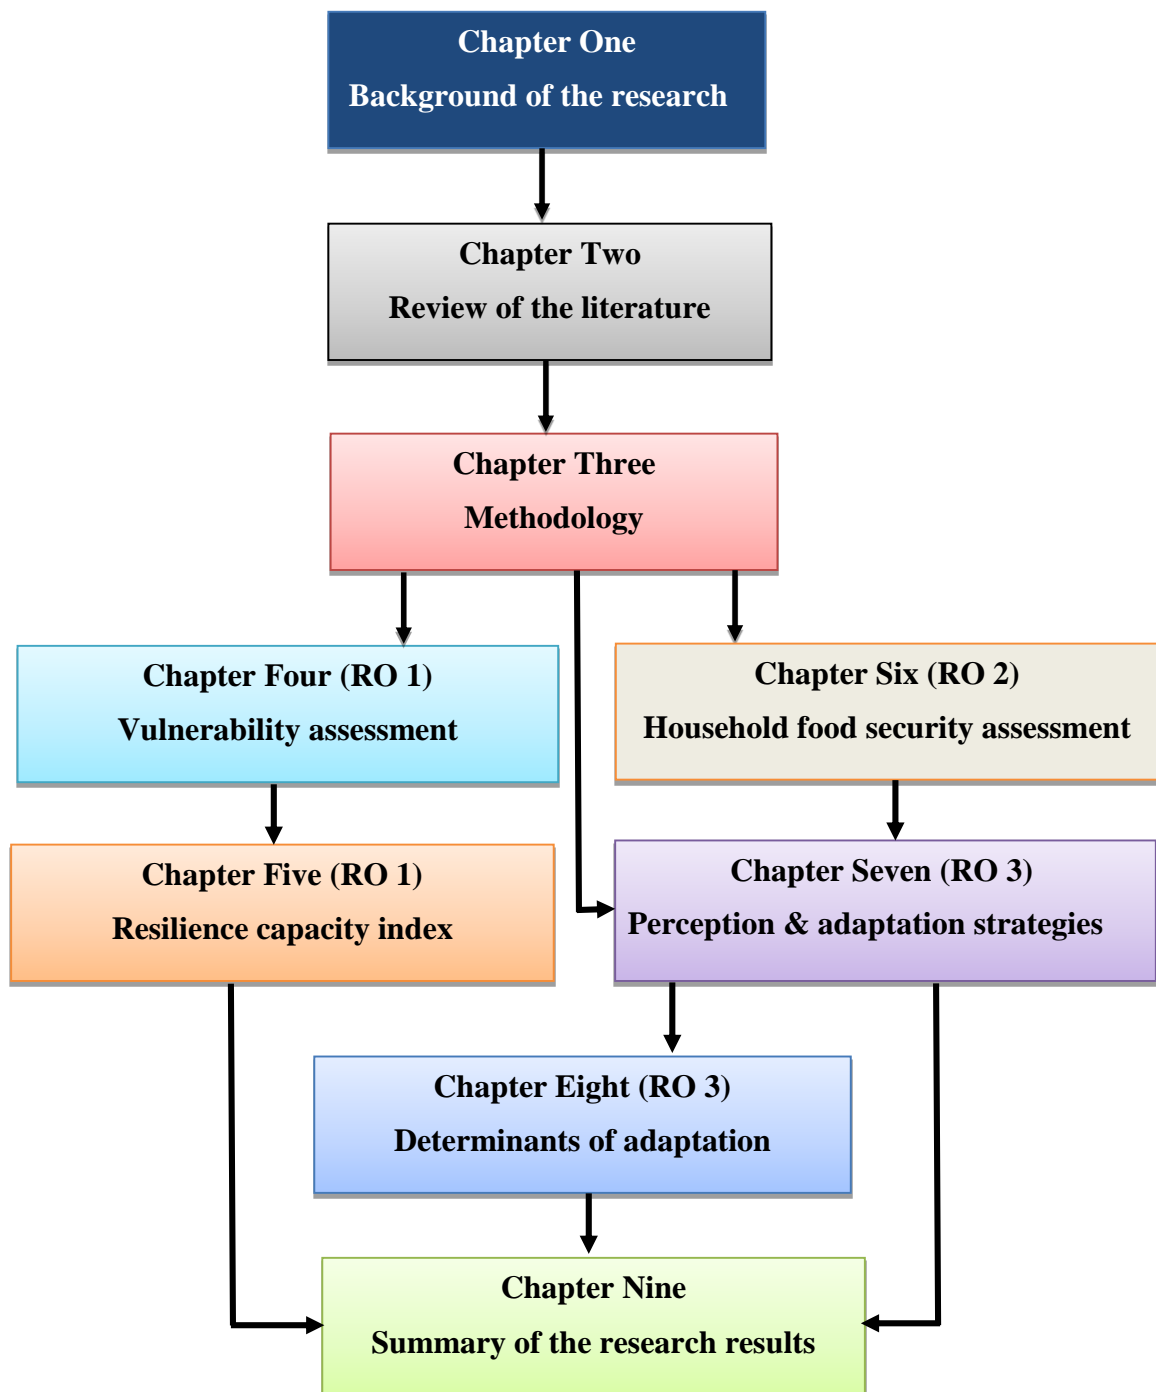 Chapter One
Background of the research
Chapter Two
Review of the literature
Chapter Three
Methodology
Chapter Four (RO 1)
Vulnerability assessment
Chapter Six (RO 2)
Household food security assessment
Chapter Five (RO 1)
Resilience capacity index
Chapter Seven (RO 3)
Perception & adaptation strategies
Chapter Eight (RO 3)
Determinants of adaptation
Chapter Nine
Summary of the research results